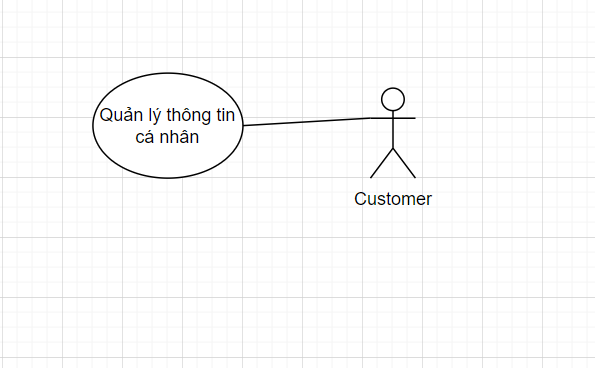 Quản lý thông tin
cá nhân
Customer